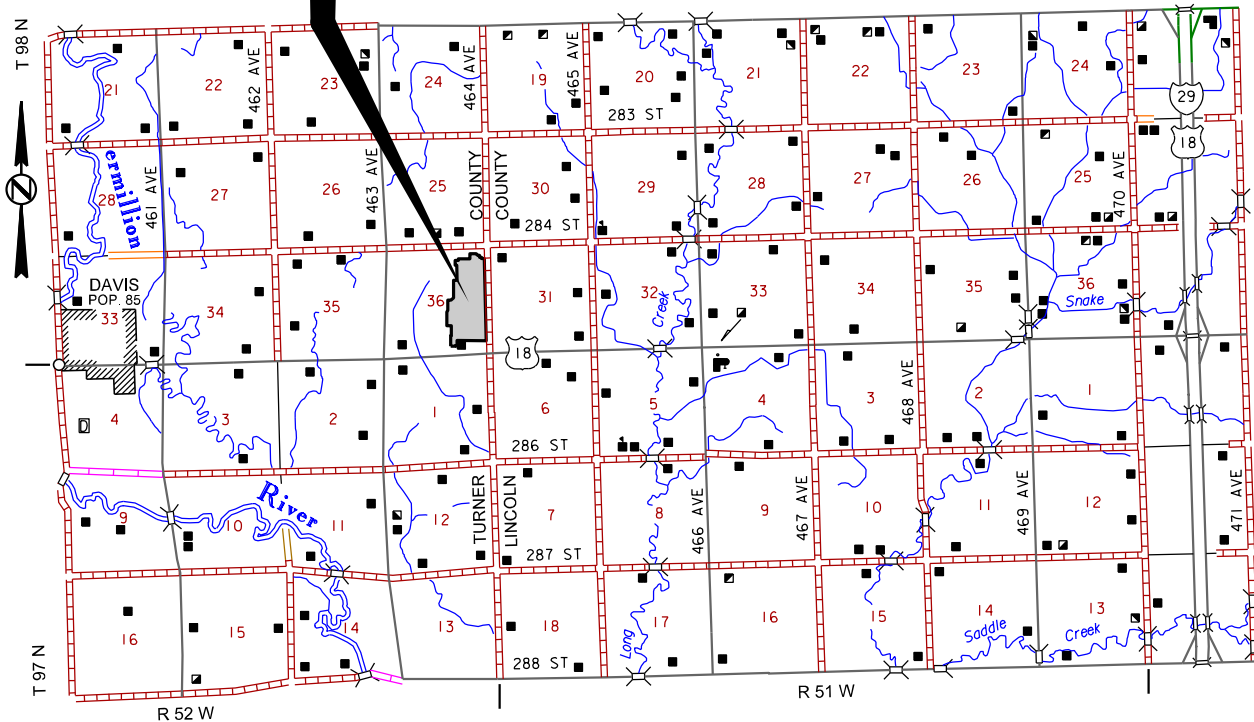 T 98 N
21
22
462 AVE
23
24
464 AVE
19
465 AVE
20
283 ST
21
22
23
24
29
18
ermillion
28
461 AVE
27
26
463 AVE
25
COUNTY
COUNTY
30
284 ST
29
28
27
26
25
470 AVE
DAVIS
POP. 85
33
34
35
36
31
32
Creek
33
34
35
36
Snake
18
4
3
2
1
6
286 ST
5
4
3
468 AVE
2
1
River
9
10
11
12
TURNER
LINCOLN
7
287 ST
8
466 AVE
9
467 AVE
10
11
469 AVE
12
471 AVE
16
15
14
13
18
288 ST
Long
17
16
15
14
Saddle
Creek
13
T 97 N
R 52 W
R 51 W